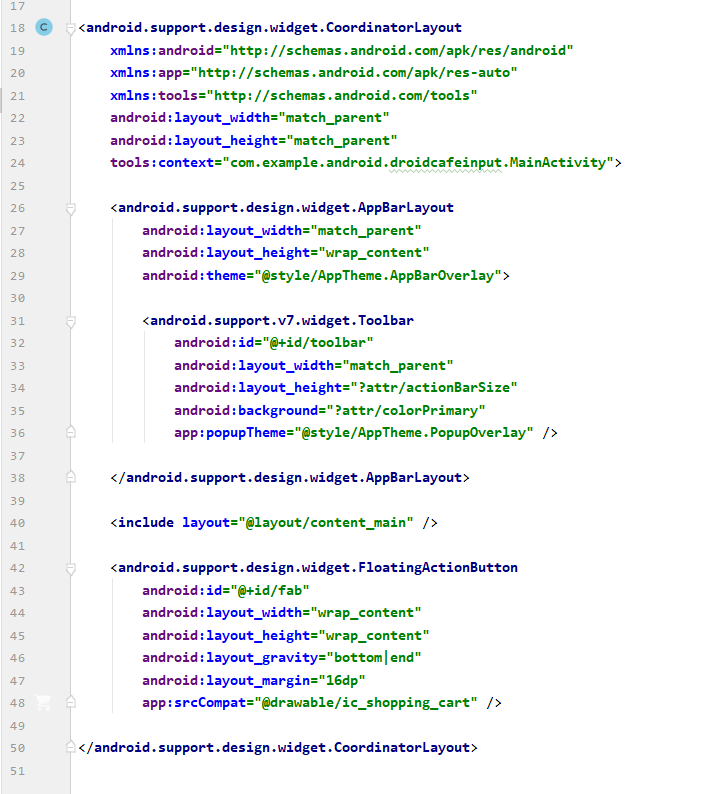 17
18 C <android.support.design.widget.CoordinatorLayout
19 xmlns:android="http://schemas.android.com/apk/res/android"
20 xmlns:app="http://schemas.android.com/apk/res-auto"
21 xmlns:tools="http://schemas.android.com/tools"
22 android:layout_width="match_parent"
23 android:layout_height="match_parent"
24 tools:context="com.example.android.droidcafeinput.MainActivity">
25
26 <android.support.design.widget.AppBarLayout
27 android:layout_width="match_parent"
28 android:layout_height="wrap_content"
29 android:theme="@style/AppTheme.AppBarOverlay">
30
31 <android.support.v7.widget.Toolbar
32 android:id="@+id/toolbar"
33 android:layout_width="match_parent"
34 android:layout_height="?attr/actionBarSize"
35 android:background="?attr/colorPrimary"
36 app:popupTheme="@style/AppTheme.PopupOverlay" />
37
38 </android.support.design.widget.AppBarLayout>
39
40 <include layout="@layout/content_main" />
41
42 <android.support.design.widget.FloatingActionButton
43 android:id="@+id/fab"
44 android:layout_width="wrap_content"
45 android:layout_height="wrap_content"
46 android:layout_gravity="bottom|end"
47 android:layout_margin="16dp"
48 app:srcCompat="@drawable/ic_shopping_cart" />
49
50 </android.support.design.widget.CoordinatorLayout>
51